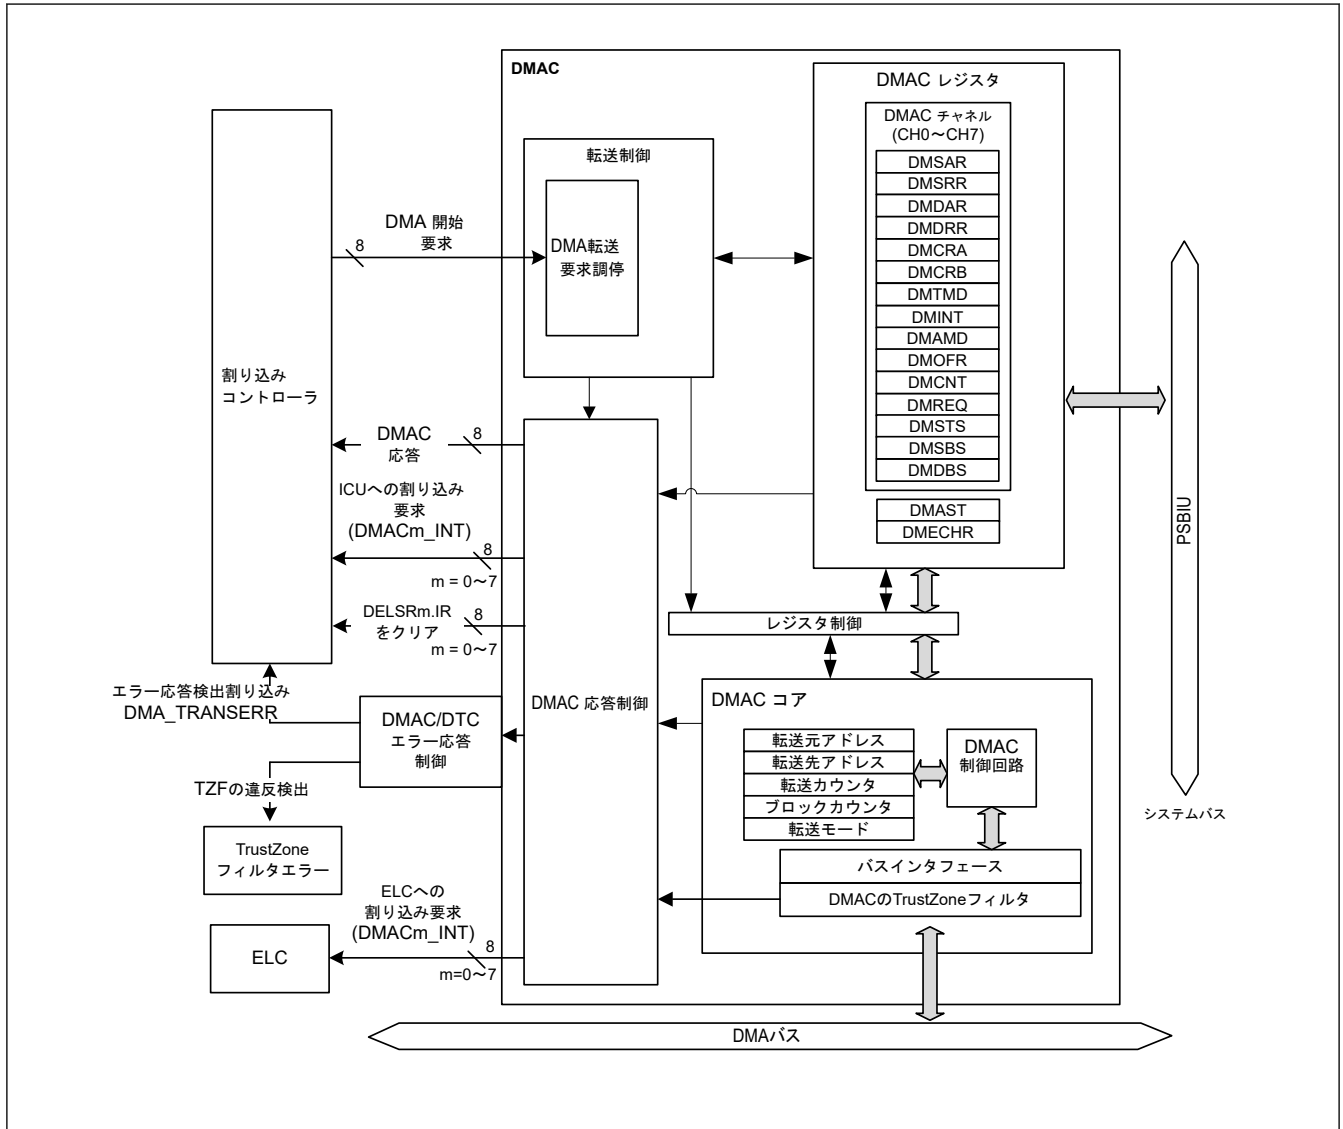 DMAC
DMAC レジスタ
DMAC チャネル
(CH0～CH7)
DMSAR
DMSRR
DMDAR
DMDRR
DMCRA
DMCRB
DMTMD
DMINT
DMAMD
DMOFR
DMCNT
DMREQ
DMSTS
DMSBS
DMDBS
DMAST
DMECHR
転送制御
DMA転送
要求調停
DMA 開始
要求
8
割り込み
コントローラ
DMAC
応答
8
ICUへの割り込み
要求
(DMACm_INT)
8
m = 0～7
DELSRm.IR
をクリア
8
m = 0～7
エラー応答検出割り込み
DMA_TRANSERR
DMAC/DTC
エラー応答
制御
TZFの違反検出
TrustZone
フィルタエラー
ELCへの
割り込み要求
(DMACm_INT)
8
m=0～7
ELC
DMAC 応答制御
レジスタ制御
DMAC コア
転送元アドレス
転送先アドレス
転送カウンタ
ブロックカウンタ
転送モード
DMAC
制御回路
バスインタフェース
DMACのTrustZoneフィルタ
PSBIU
システムバス
DMAバス